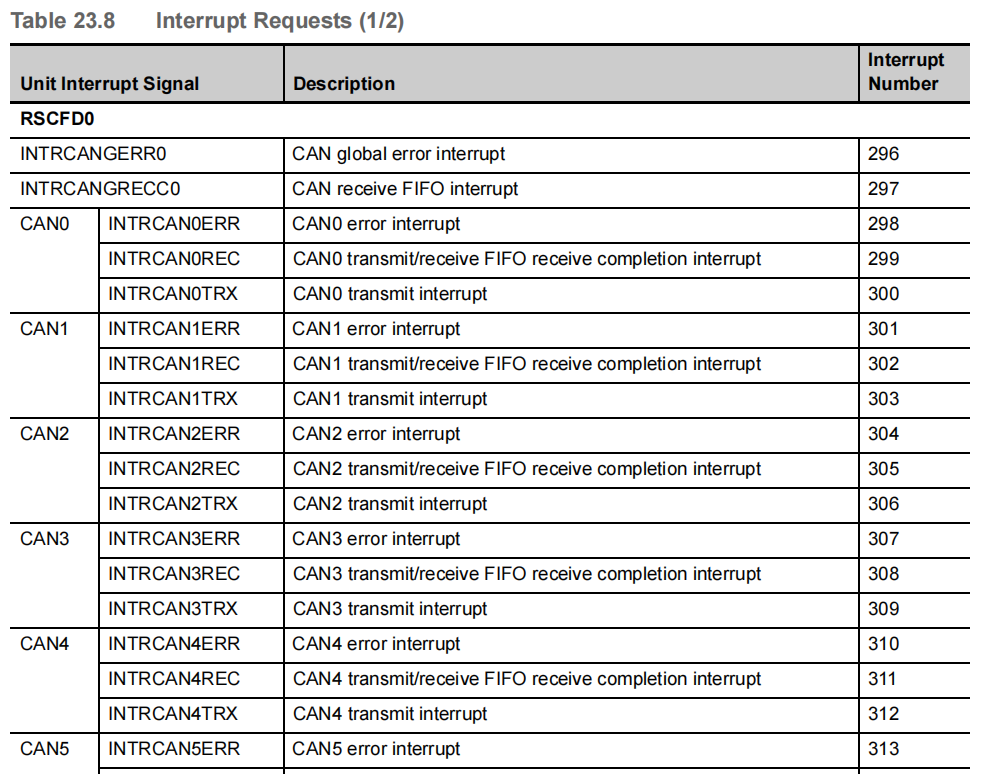 Table 23.8 Interrupt Requests (1/2)
Unit Interrupt Signal Description Interrupt Number
RSCFD0
INTRCANGERR0 CAN global error interrupt 296
INTRCANGRECC0 CAN receive FIFO interrupt 297
CAN0 INTRCAN0ERR CAN0 error interrupt 298
INTRCAN0REC CAN0 transmit/receive FIFO receive completion interrupt 299
INTRCAN0TRX CAN0 transmit interrupt 300
CAN1 INTRCAN1ERR CAN1 error interrupt 301
INTRCAN1REC CAN1 transmit/receive FIFO receive completion interrupt 302
INTRCAN1TRX CAN1 transmit interrupt 303
CAN2 INTRCAN2ERR CAN2 error interrupt 304
INTRCAN2REC CAN2 transmit/receive FIFO receive completion interrupt 305
INTRCAN2TRX CAN2 transmit interrupt 306
CAN3 INTRCAN3ERR CAN3 error interrupt 307
INTRCAN3REC CAN3 transmit/receive FIFO receive completion interrupt 308
INTRCAN3TRX CAN3 transmit interrupt 309
CAN4 INTRCAN4ERR CAN4 error interrupt 310
INTRCAN4REC CAN4 transmit/receive FIFO receive completion interrupt 311
INTRCAN4TRX CAN4 transmit interrupt 312
CAN5 INTRCAN5ERR CAN5 error interrupt 313